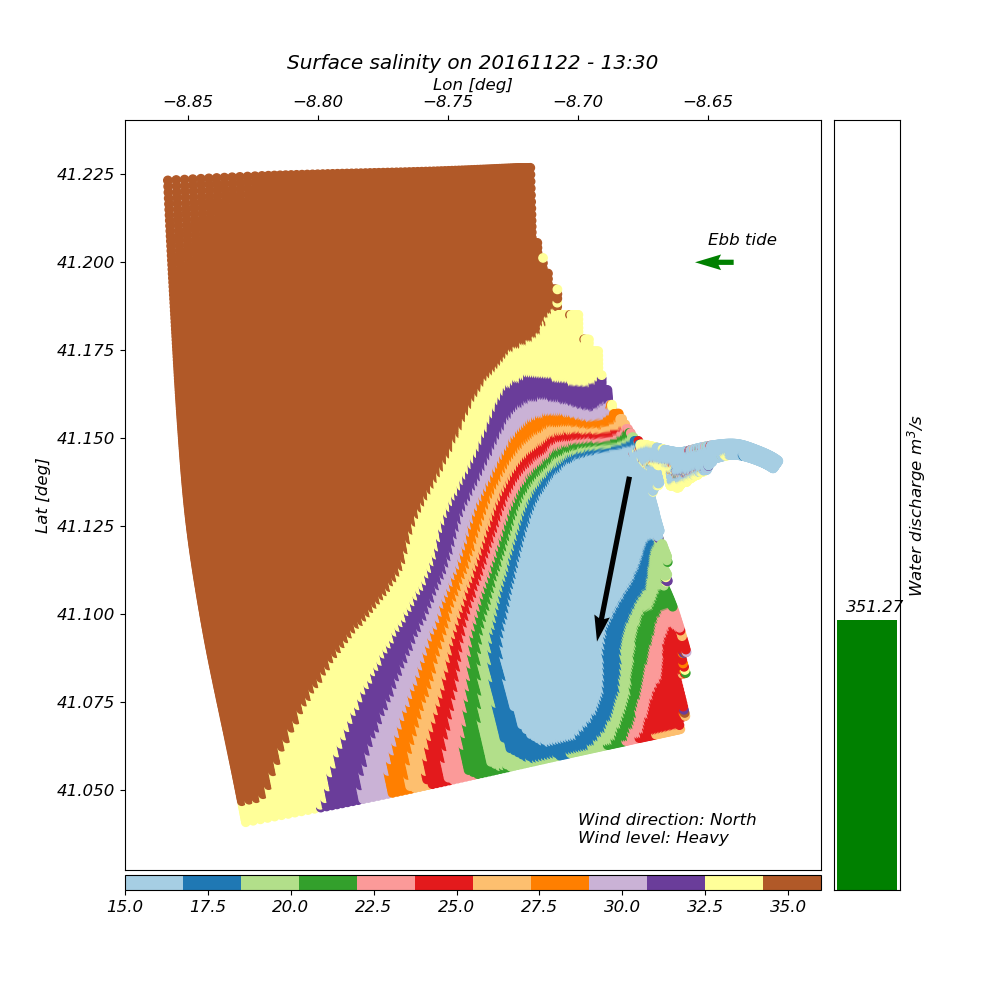 Surface salinity on 20161122 - 13:30
Lon [deg]
−8.85 −8.80 −8.75 −8.70 −8.65
41.225
41.200
41.175
41.150
41.125
41.100
41.075
41.050
Lat [deg]
Ebb tide
Wind direction: North
Wind level: Heavy
15.0 17.5 20.0 22.5 25.0 27.5 30.0 32.5 35.0
351.27
Water discharge m³/s